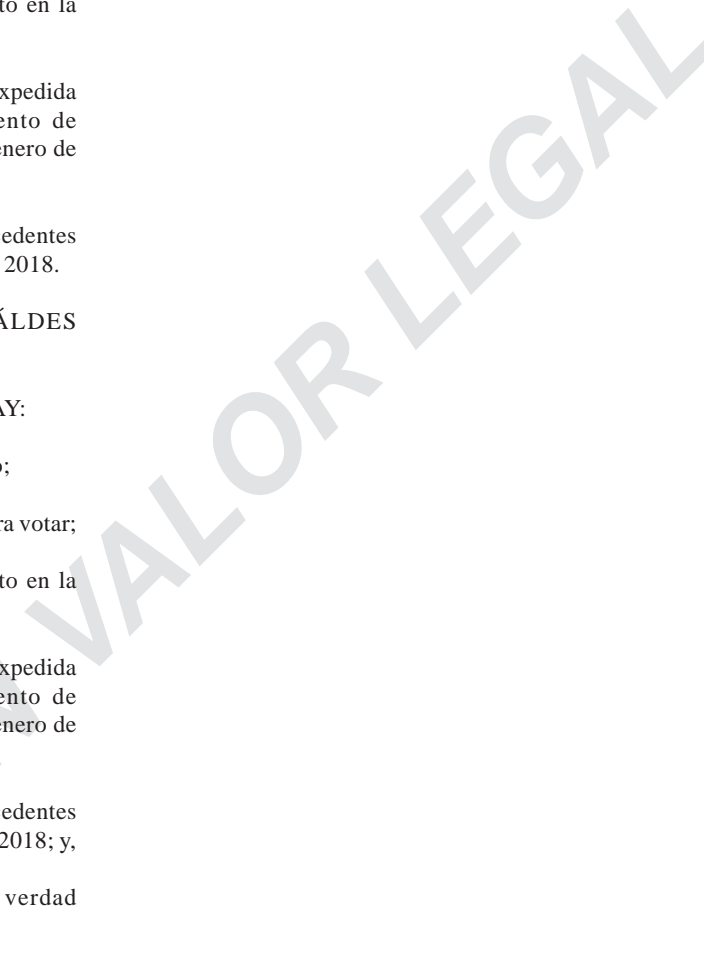 to en la
xpedida
ento de
enero de
edentes
2018.
ÁLDES
AY:
o;
ra votar;
to en la
xpedida
ento de
enero de
edentes
2018; y,
verdad
VALOR LEGAL